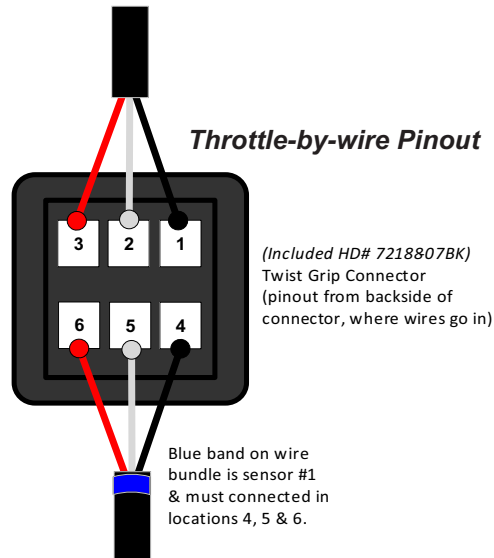 Throttle-by-wire Pinout
3 2 1
(Included HD# 7218807BK)
Twist Grip Connector
(pinout from backside of
connector, where wires go in)
6 5 4
Blue band on wire
bundle is sensor #1
& must connected in
locations 4, 5 & 6.